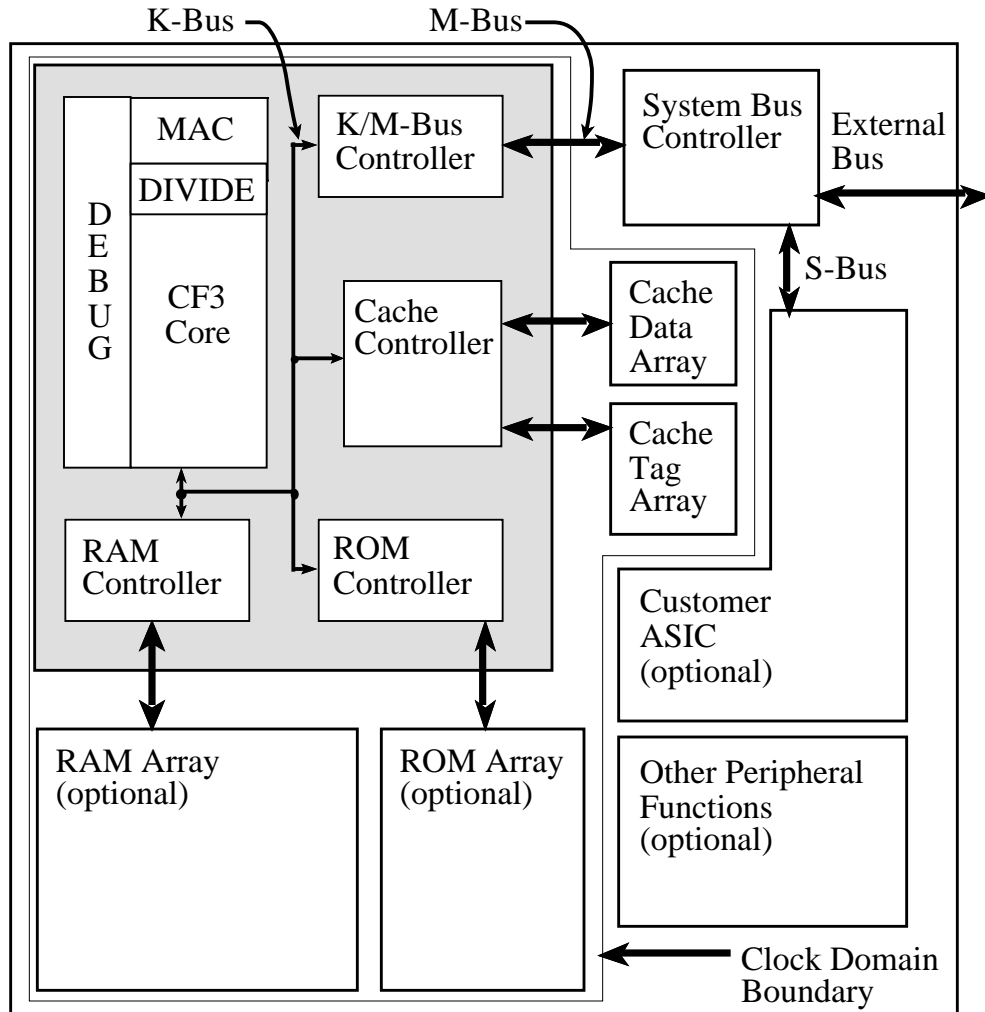 K-Bus
M-Bus
MAC
DIVIDE
DEBUG
CF3
Core
K/M-Bus
Controller
System Bus
Controller
External
Bus
S-Bus
Cache
Controller
Cache
Data
Array
Cache
Tag
Array
RAM
Controller
ROM
Controller
Customer
ASIC
(optional)
RAM Array
(optional)
ROM Array
(optional)
Other Peripheral
Functions
(optional)
Clock Domain
Boundary